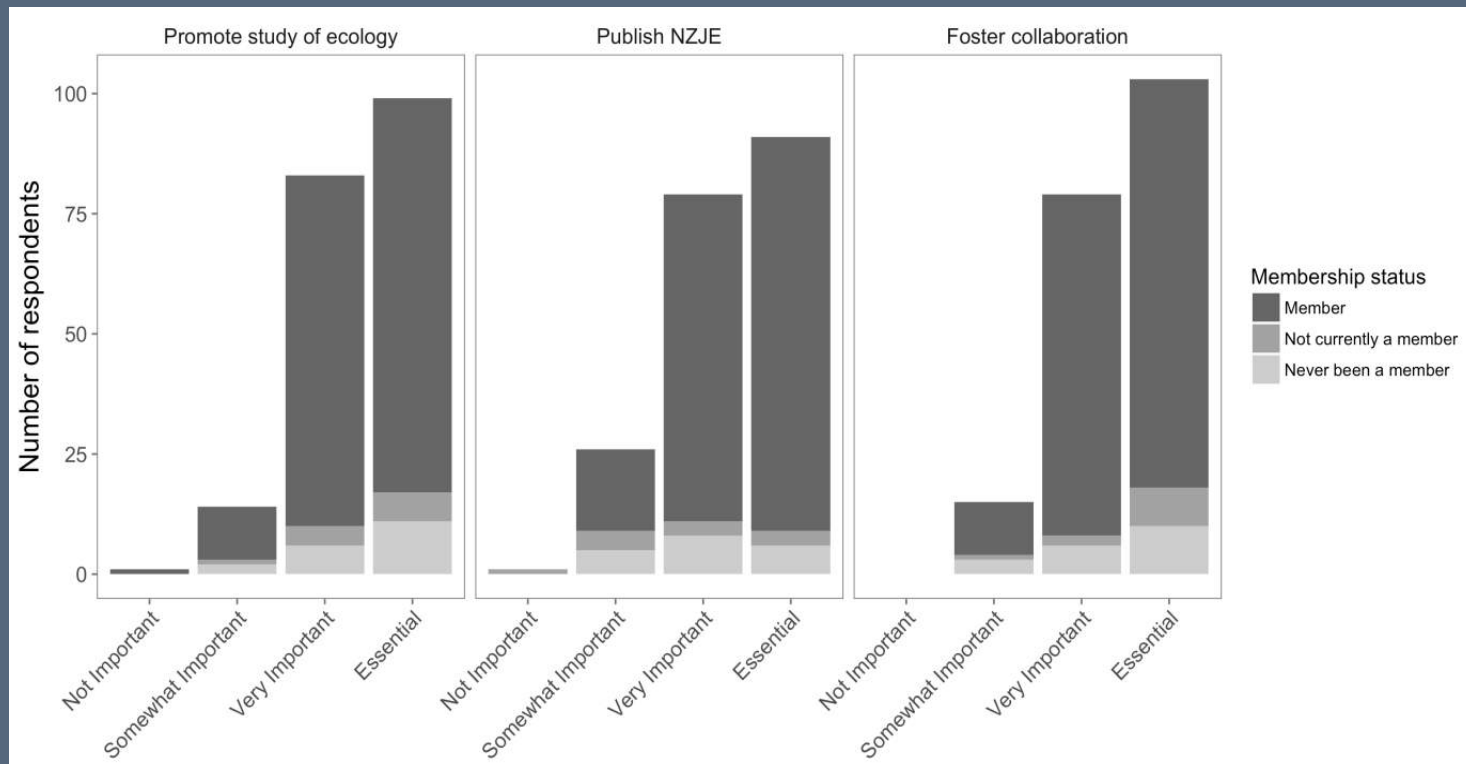 Promote study of ecology
Publish NZJE
Foster collaboration
Number of respondents
100
75
50
25
0
Not Important
Somewhat Important
Very Important
Essential
Not Important
Somewhat Important
Very Important
Essential
Not Important
Somewhat Important
Very Important
Essential
Membership status
Member
Not currently a member
Never been a member